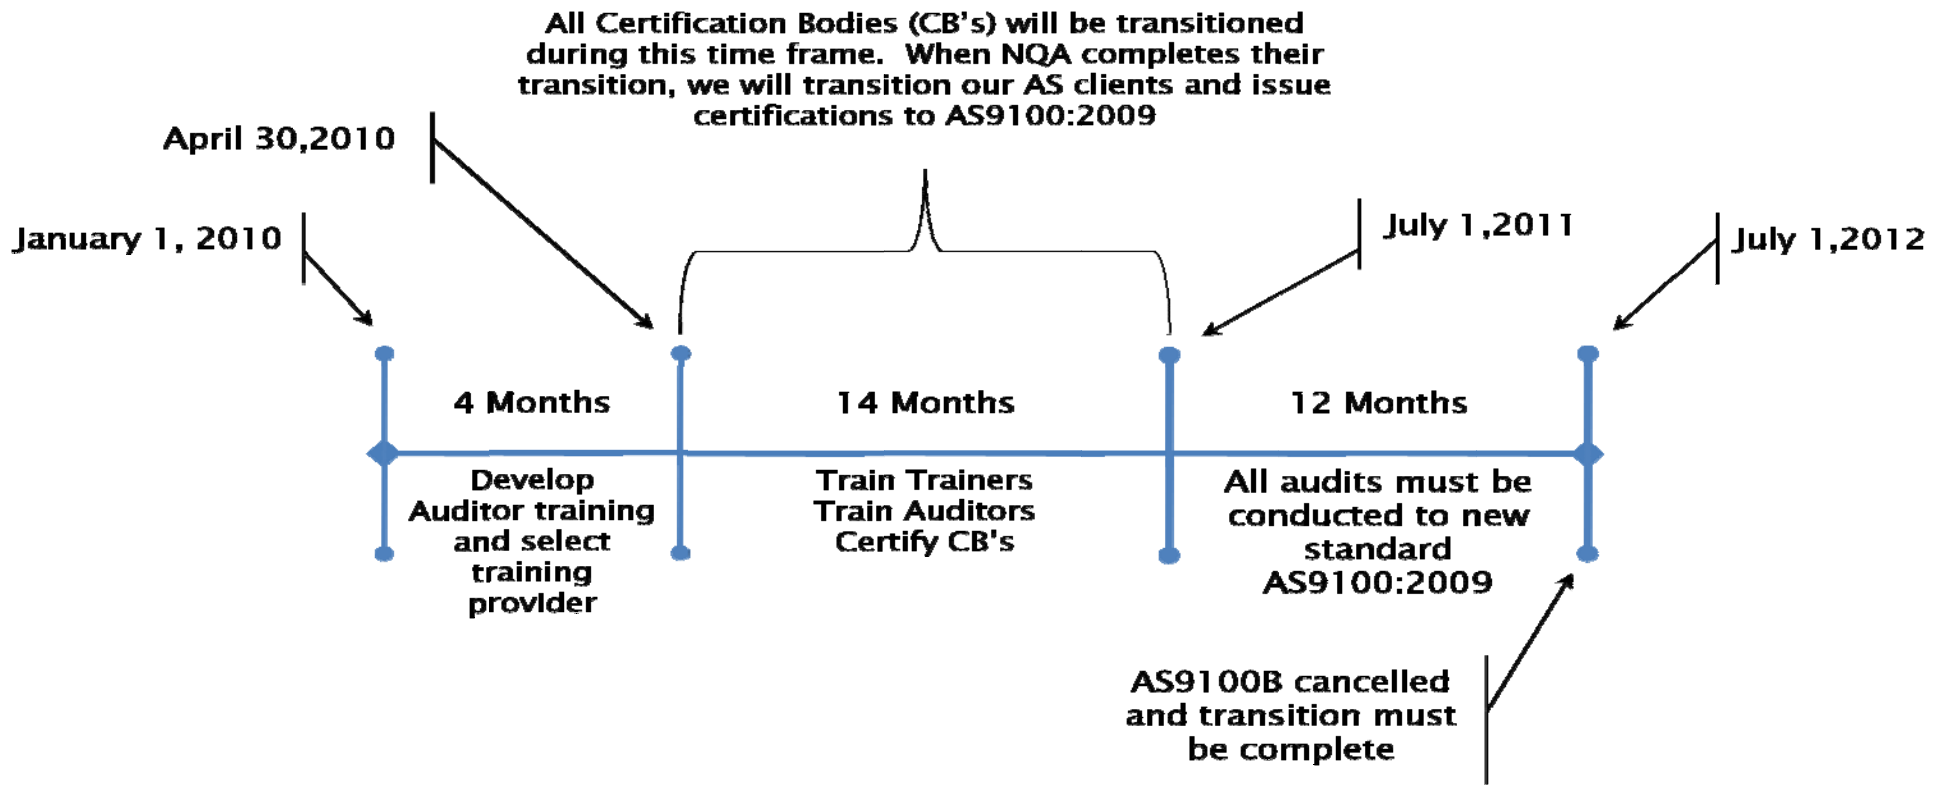 All Certification Bodies (CB's) will be transitioned
during this time frame.  When NQA completes their
transition, we will transition our AS clients and issue
certifications to AS9100:2009
April 30,2010
January 1, 2010
July 1,2011
July 1,2012
4 Months
14 Months
12 Months
Develop
Auditor training
and select
training
provider
Train Trainers
Train Auditors
Certify CB's
All audits must be
conducted to new
standard
AS9100:2009
AS9100B cancelled
and transition must
be complete